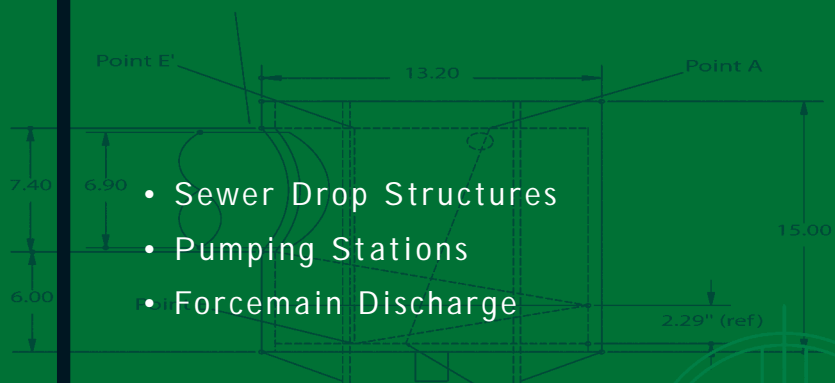 Point E'
13.20
Point A
7.40
6.90
• Sewer Drop Structures
15.00
• Pumping Stations
6.00
• Forcemain Discharge
Point
2.29" (ref)